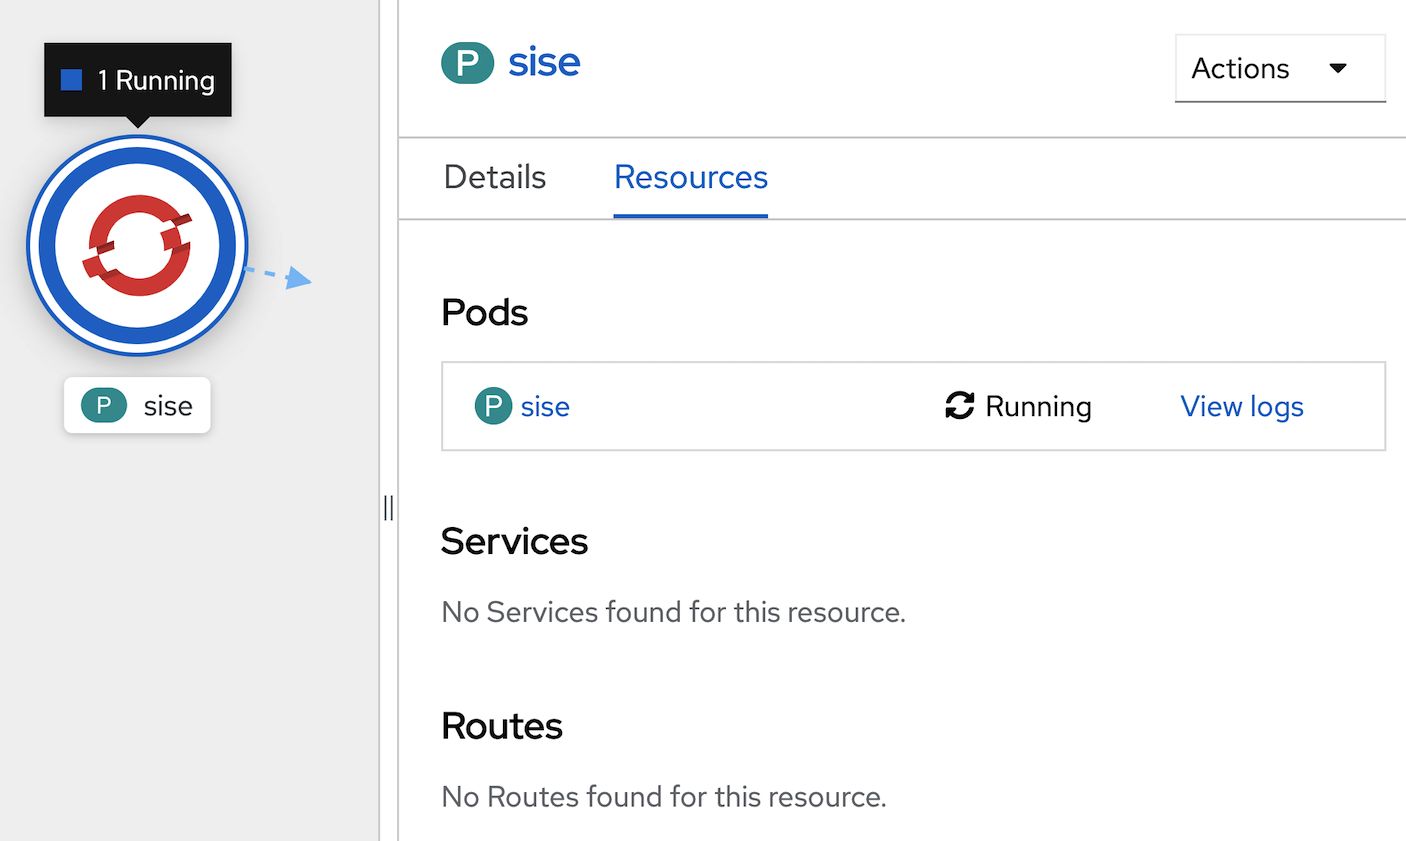 1 Running
P sise
P sise
Actions
Details Resources
Pods
P sise Running View logs
Services
No Services found for this resource.
Routes
No Routes found for this resource.